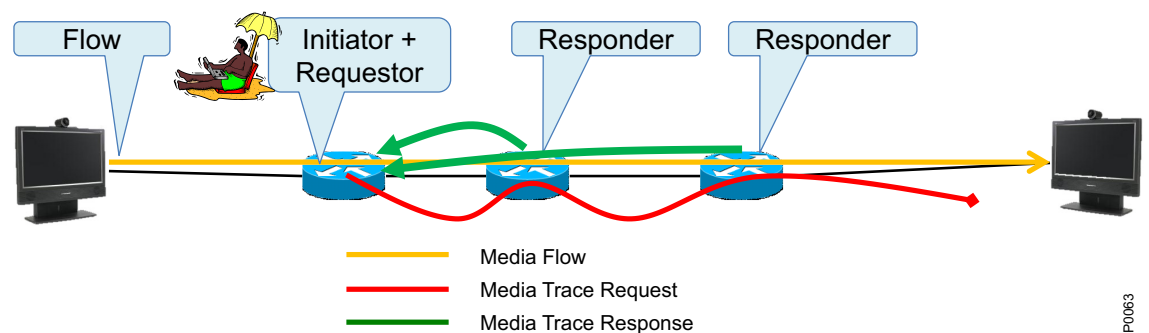 Flow
Initiator +
Requestor
Responder
Responder
Media Flow
Media Trace Request
Media Trace Response
P0063